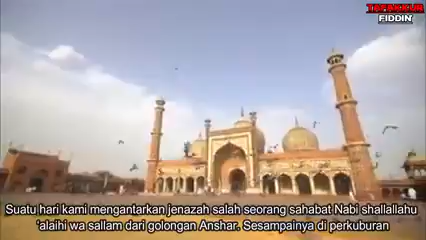 TAFAKKUR
FIDDIN'
Suatu hari kami mengantarkan jenazah salah seorang sahabat Nabi shallallahu
'alaihi wa sallam dari golongan Anshar. Sesampainya di perkuburan